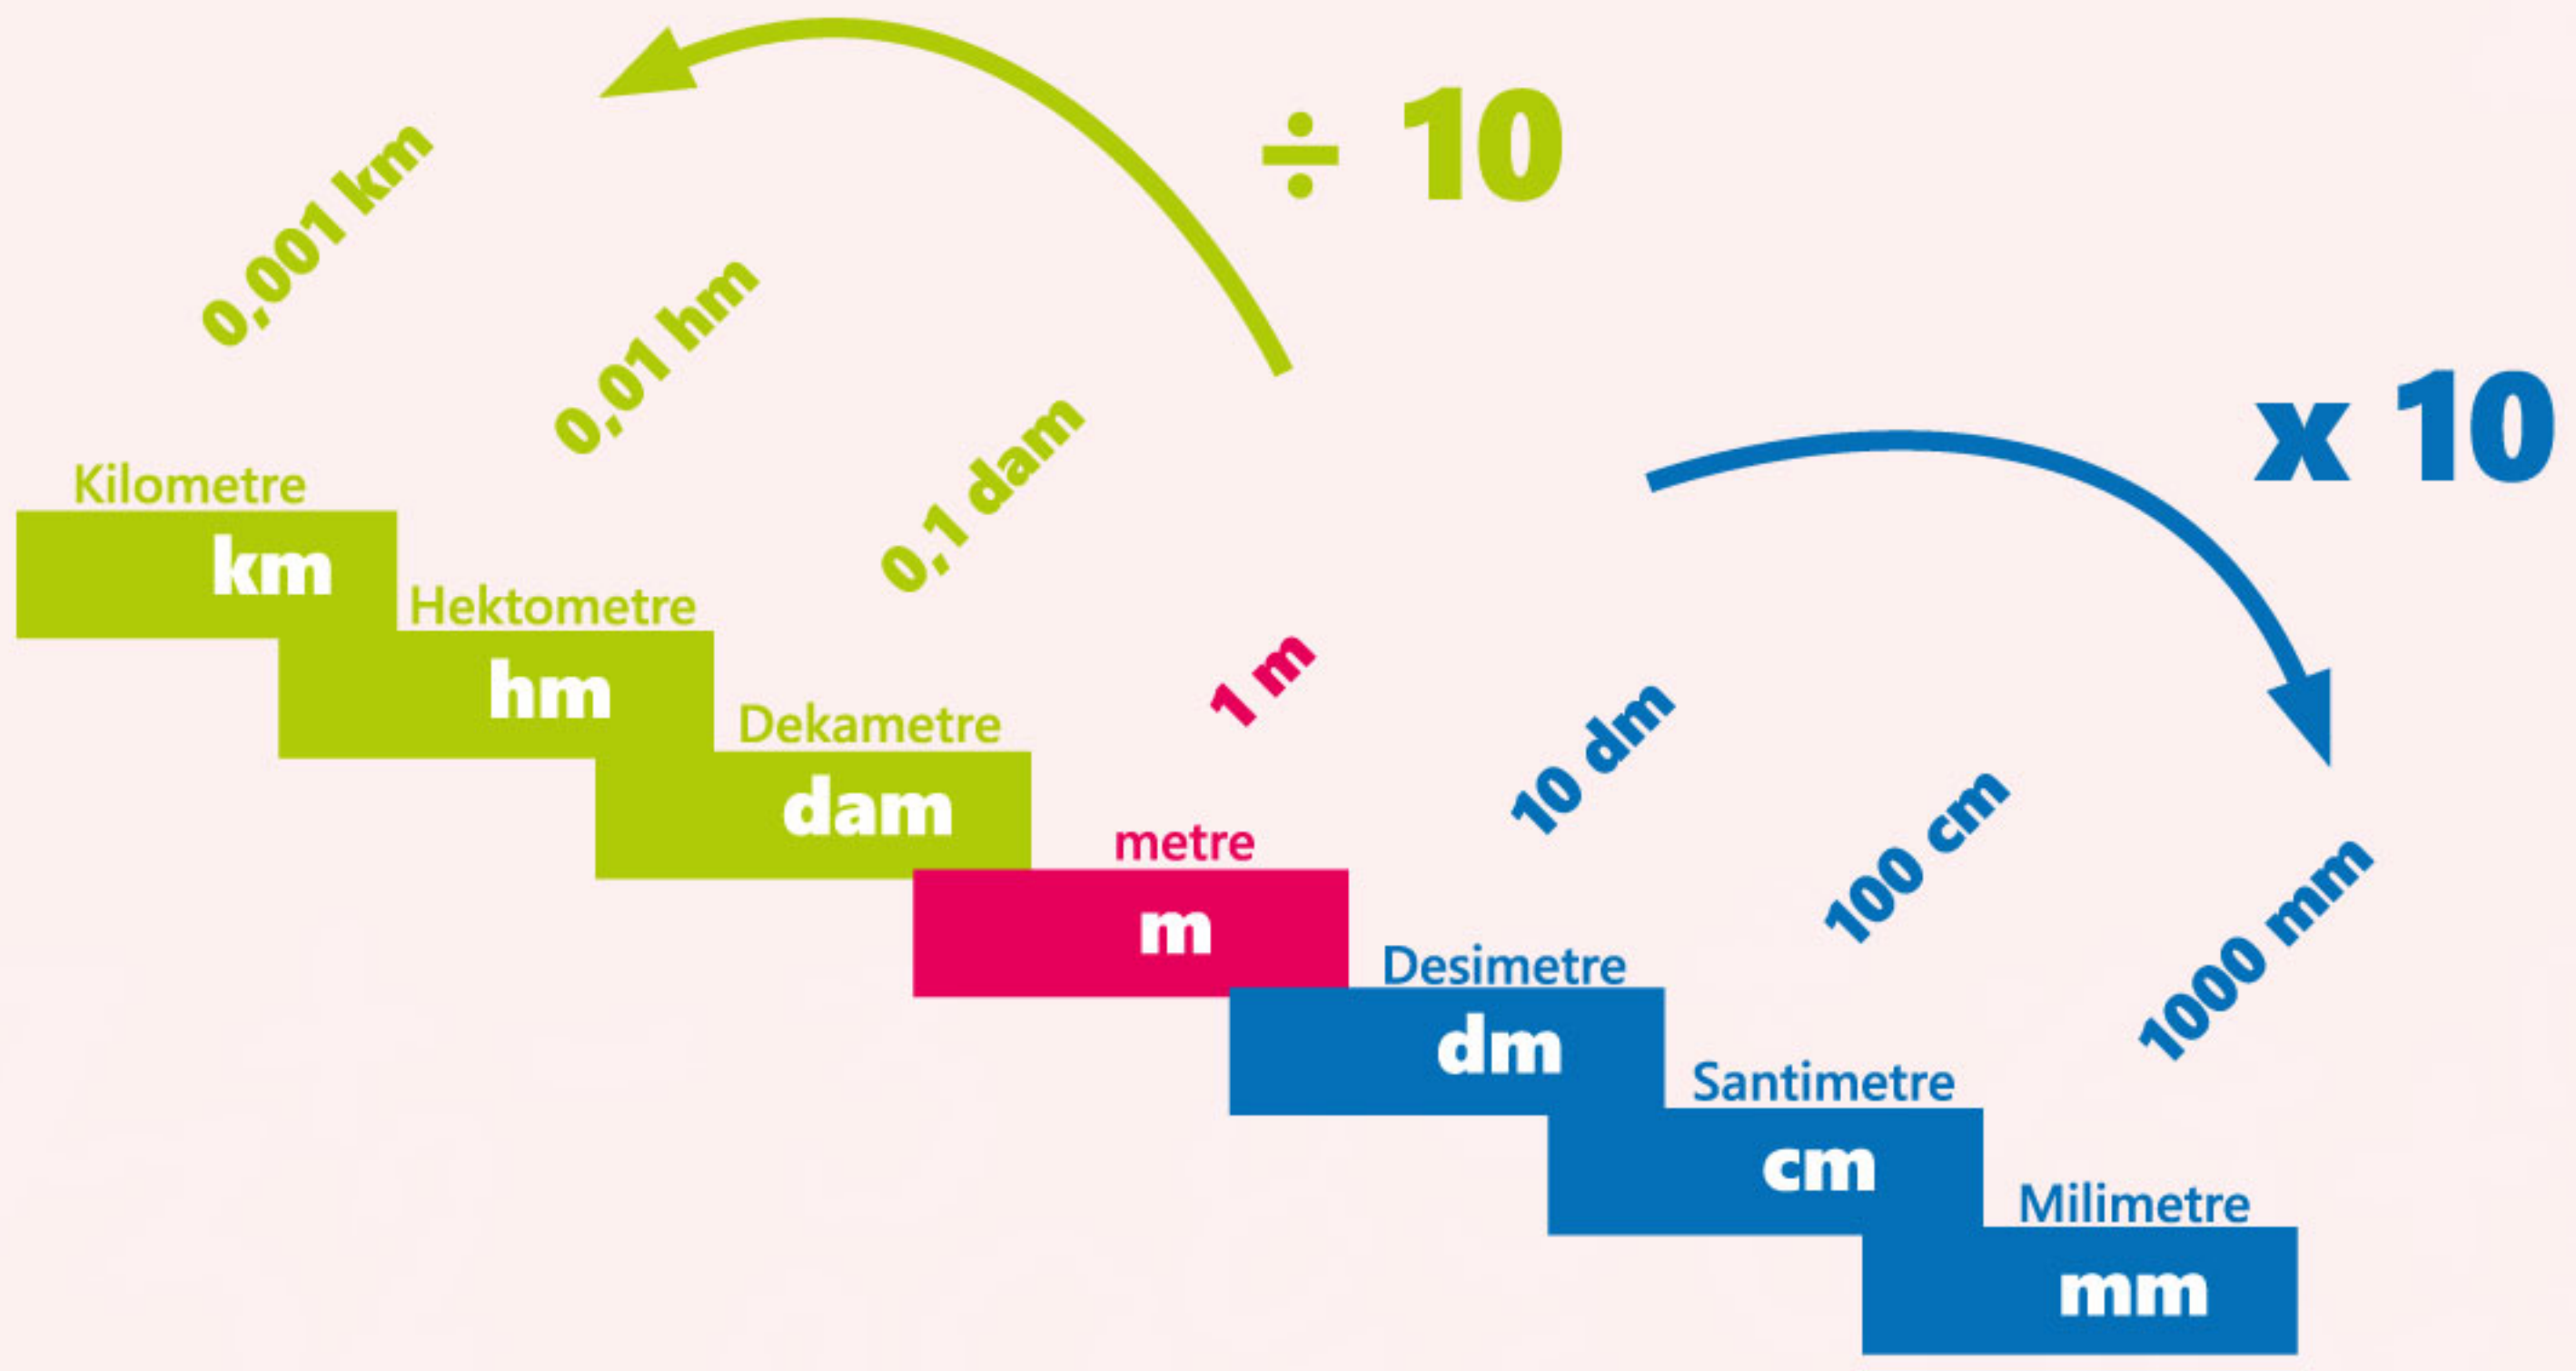 ÷ 10
x 10
0,001 km
0,01 hm
0,1 dam
1 m
10 dm
100 cm
1000 mm
Kilometre
km
Hektometre
hm
Dekametre
dam
metre
m
Desimetre
dm
Santimetre
cm
Milimetre
mm